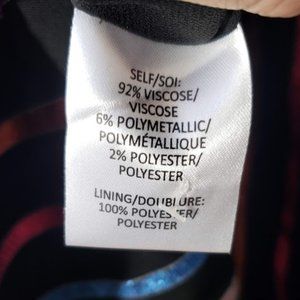 SELF/SOI:
92% VISCOSE/
VISCOSE
6% POLYMETALLIC/
POLYMÉTALLIQUE
2% POLYESTER/
POLYESTER
LINING/DOUBLURE:
100% POLYESTER/
POLYESTER